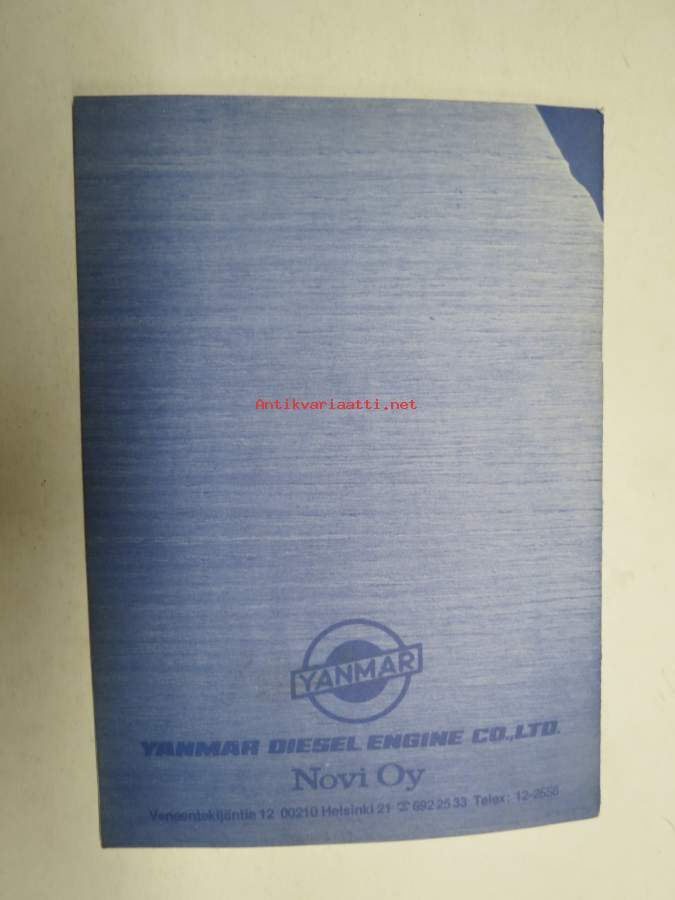 Antikvariaatti.net
YANMAR
YANMAR DIESEL ENGINE CO.,LTD.
Novi Oy
Veneentekijäntie 12 00210 Helsinki 21 ☎ 692 25 33 Telex: 12-2558